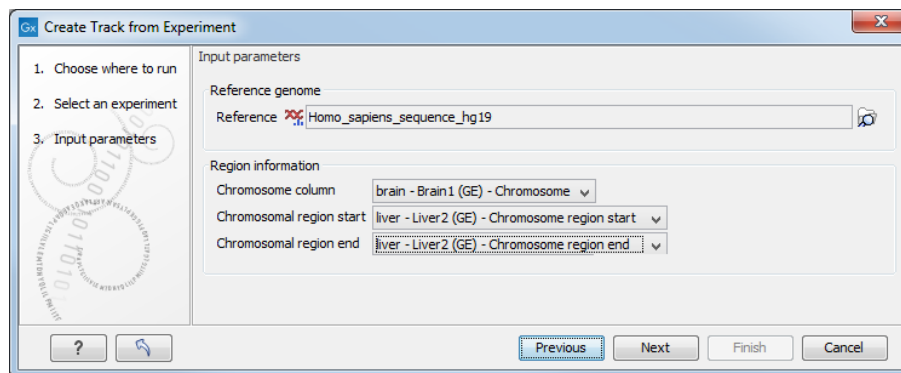 Gx Create Track from Experiment
1. Choose where to run
2. Select an experiment
3. Input parameters
Input parameters
Reference genome
Reference Homo_sapiens_sequence_hg19
Region information
Chromosome column brain - Brain1 (GE) - Chromosome
Chromosomal region start liver - Liver2 (GE) - Chromosome region start
Chromosomal region end liver - Liver2 (GE) - Chromosome region end
? Previous Next Finish Cancel